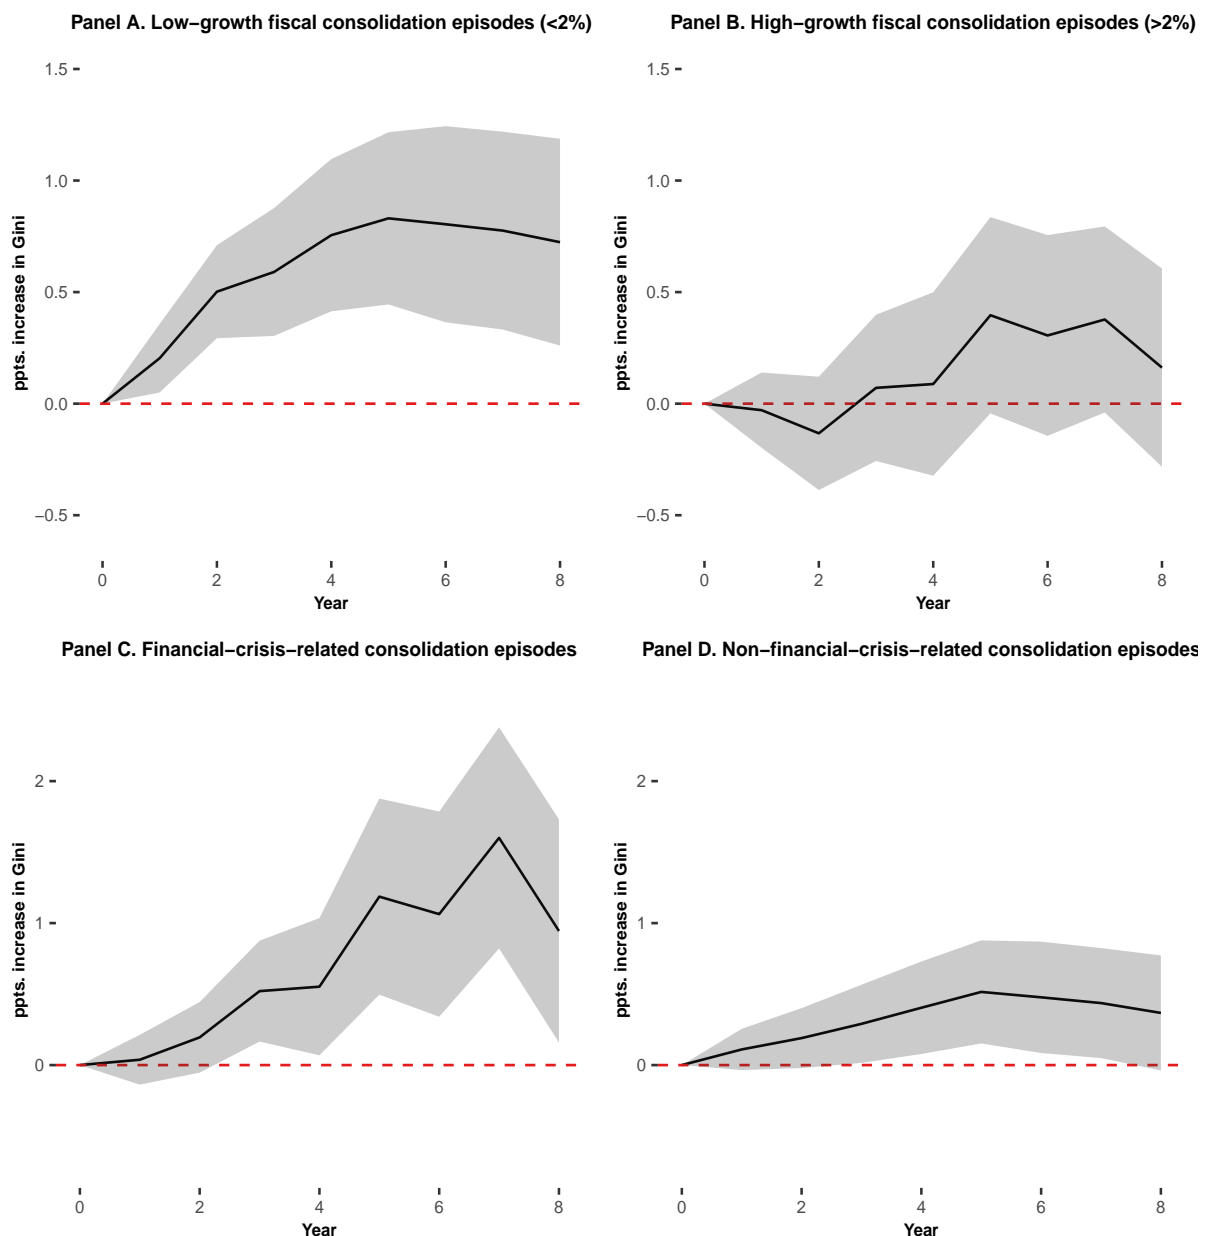 Panel A. Low–growth fiscal consolidation episodes (<2%)
1.5
1.0
0.5
0.0
–0.5
ppts. increase in Gini
0 2 4 6 8
Year
Panel B. High–growth fiscal consolidation episodes (>2%)
1.5
1.0
0.5
0.0
–0.5
ppts. increase in Gini
0 2 4 6 8
Year
Panel C. Financial–crisis–related consolidation episodes
2
1
0
ppts. increase in Gini
0 2 4 6 8
Year
Panel D. Non–financial–crisis–related consolidation episodes
2
1
0
ppts. increase in Gini
0 2 4 6 8
Year